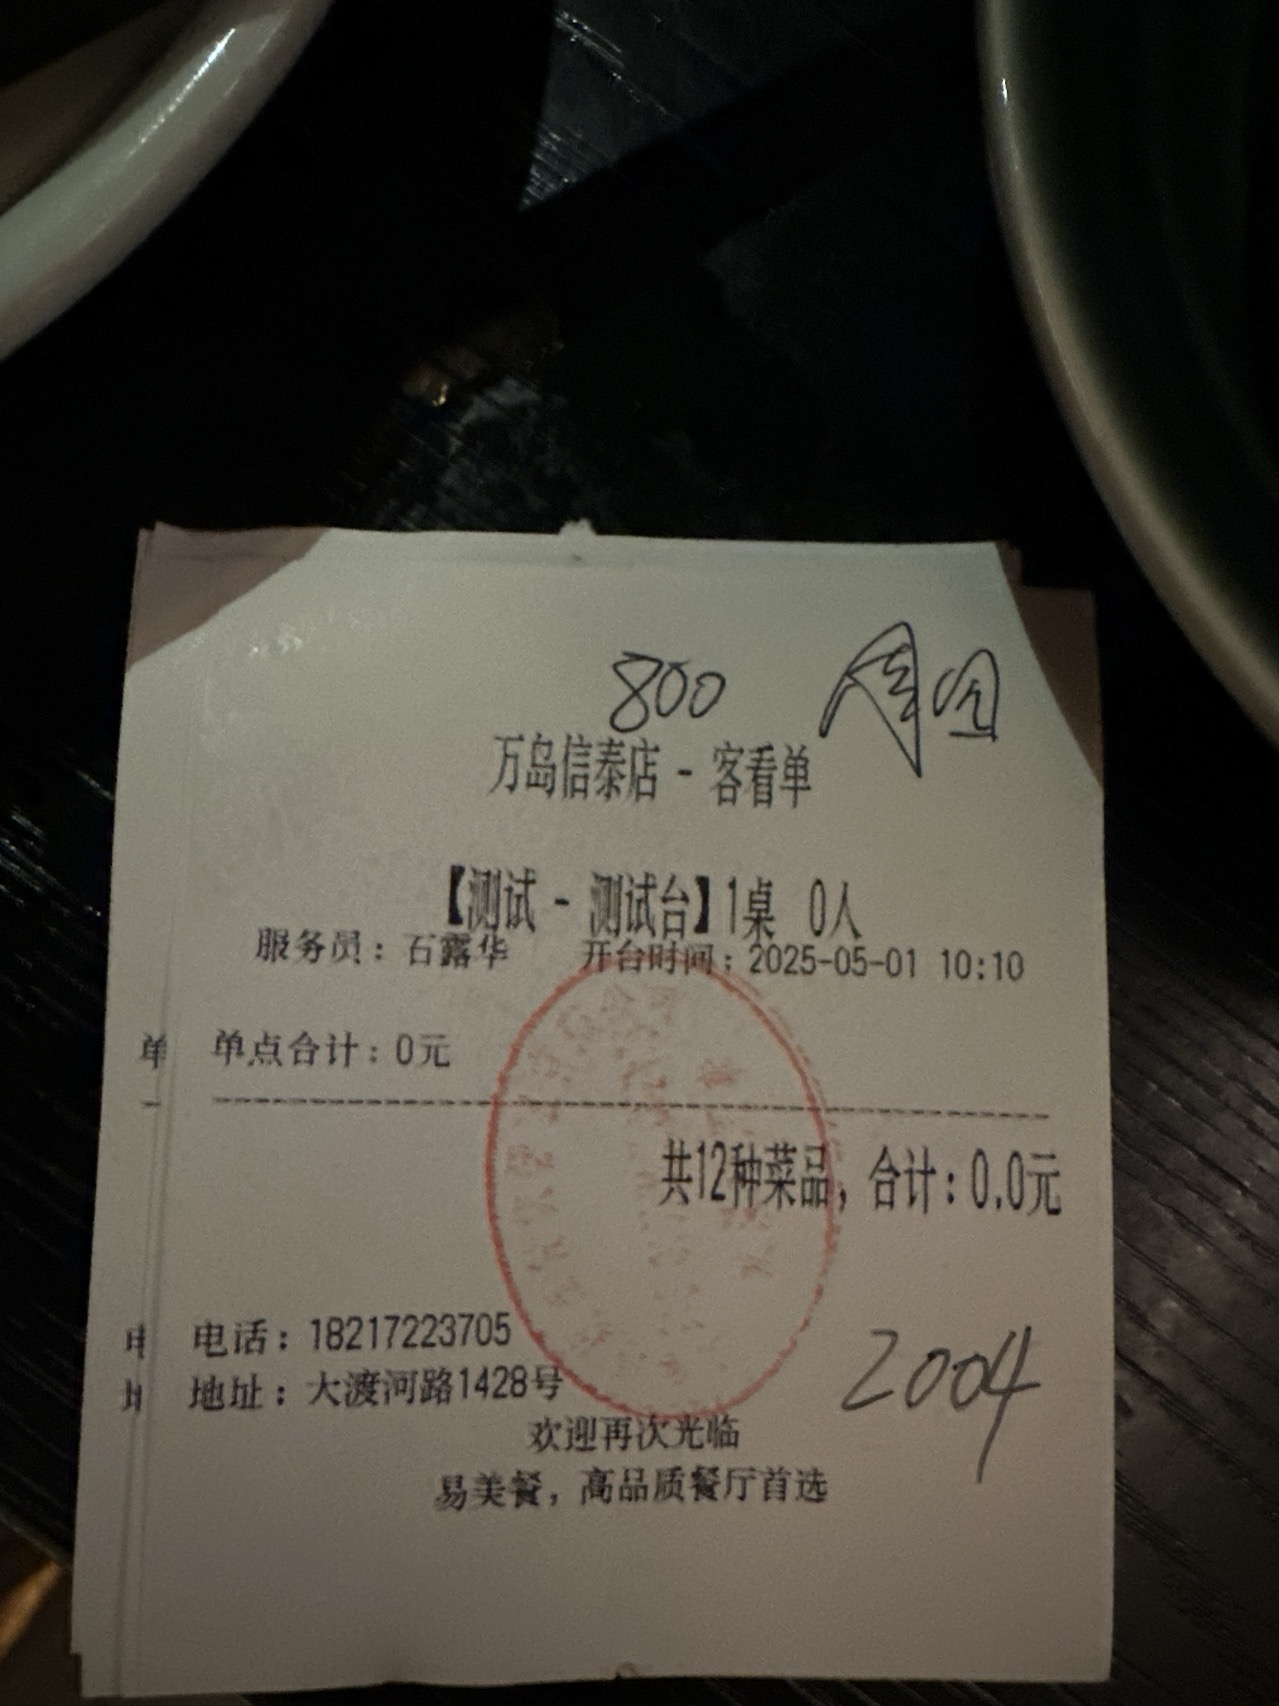 800
万岛信泰店 - 客看单
【测试 - 测试台】1桌 0人
服务员：石露华 开台时间：2025-05-01 10:10
单 单点合计：0元
共12种菜品，合计：0.0元
电话：18217223705
地址：大渡河路1428号
2004
欢迎再次光临
易美餐，高品质餐厅首选